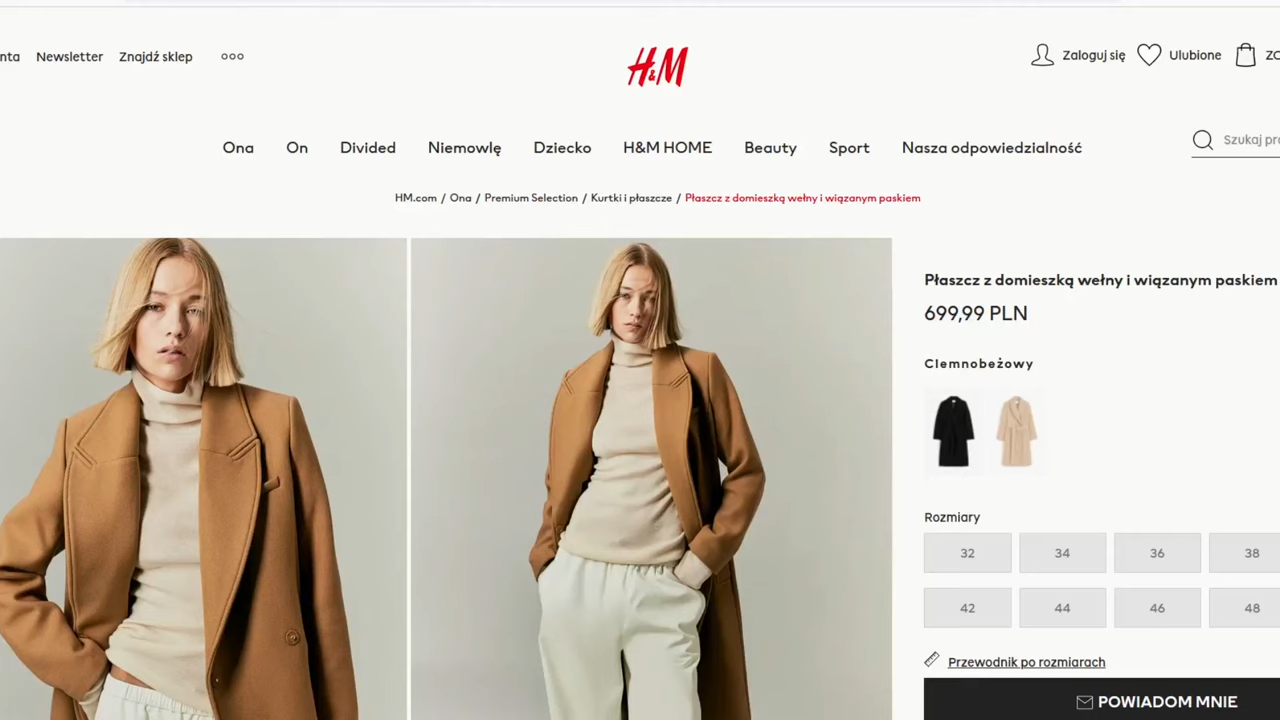 nta Newsletter Znajdź sklep
H&M
Zaloguj się Ulubione
Ona On Divided Niemowlę Dziecko H&M HOME Beauty Sport Nasza odpowiedzialność
Szukaj
HM.com / Ona / Premium Selection / Kurtki i płaszcze / Płaszcz z domieszką wełny i wiązanym paskiem
Płaszcz z domieszką wełny i wiązanym paskiem
699,99 PLN
Ciemnobeżowy
Rozmiary
32 34 36 38
42 44 46 48
Przewodnik po rozmiarach
POWIADOM MNIE